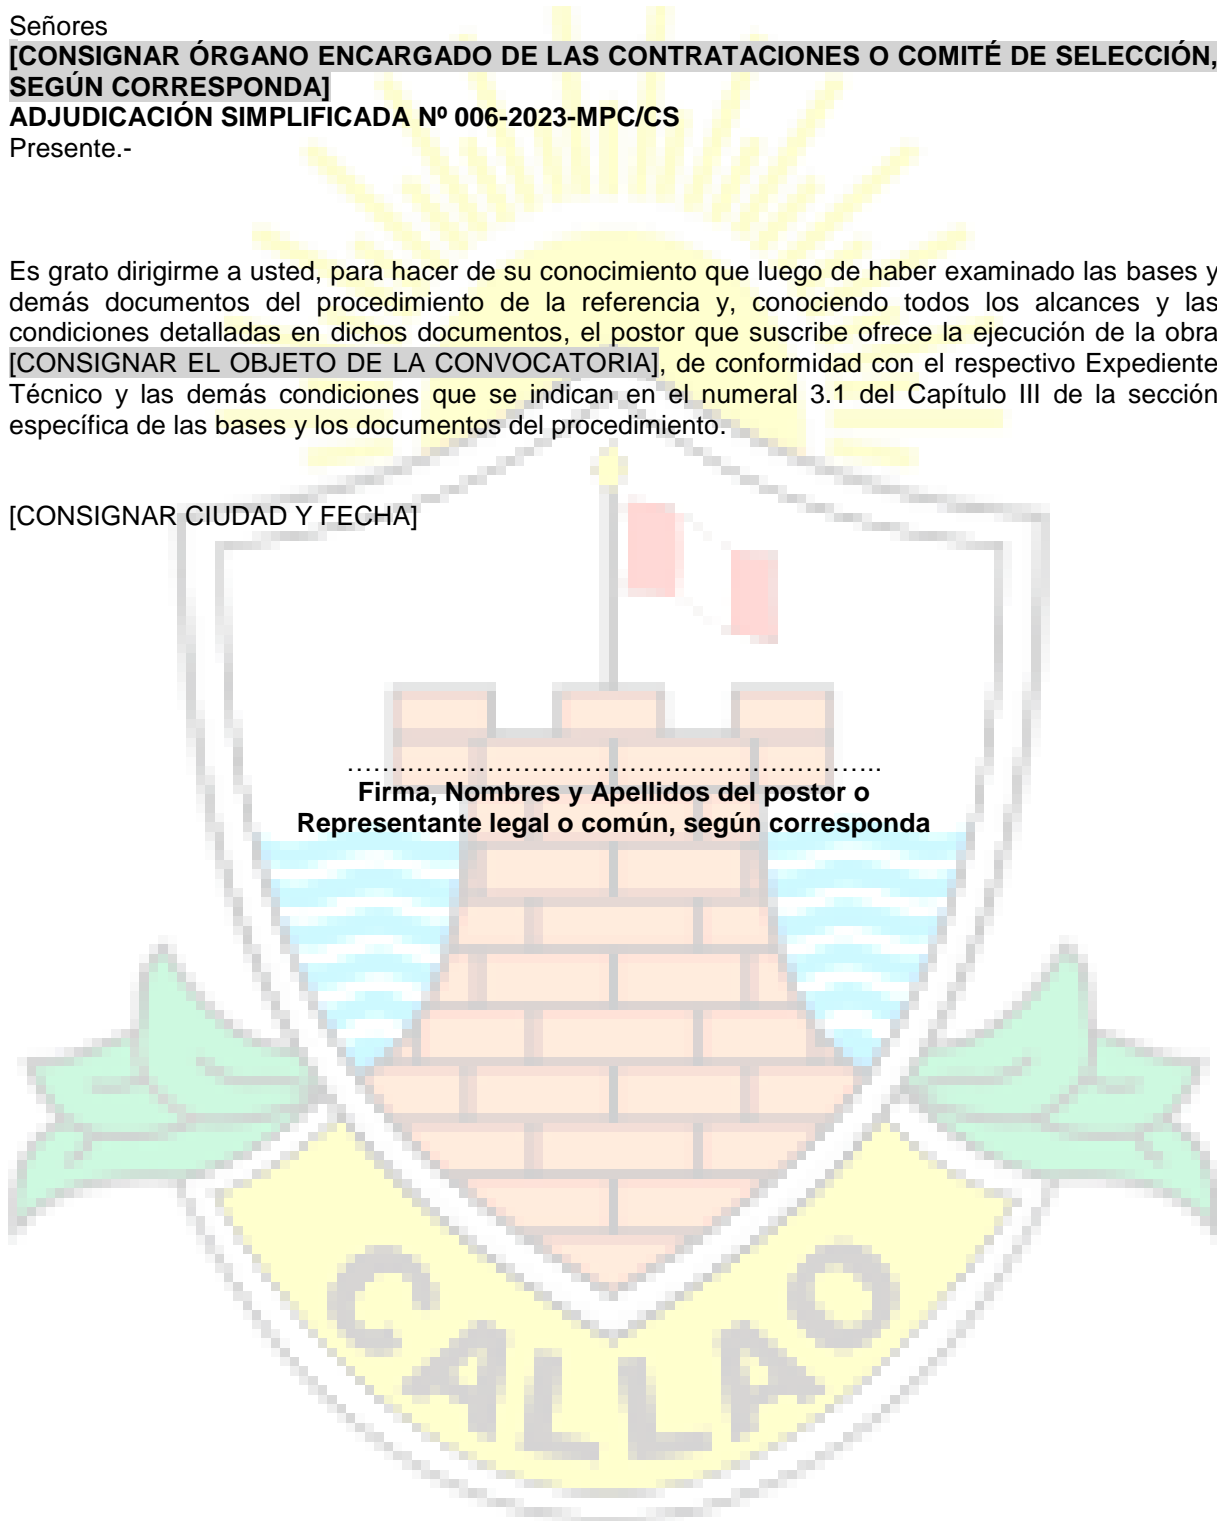 Señores
[CONSIGNAR ÓRGANO ENCARGADO DE LAS CONTRATACIONES O COMITÉ DE SELECCIÓN,
SEGÚN CORRESPONDA]
ADJUDICACIÓN SIMPLIFICADA Nº 006-2023-MPC/CS
Presente.-
Es grato dirigirme a usted, para hacer de su conocimiento que luego de haber examinado las bases y
demás documentos del procedimiento de la referencia y, conociendo todos los alcances y las
condiciones detalladas en dichos documentos, el postor que suscribe ofrece la ejecución de la obra
[CONSIGNAR EL OBJETO DE LA CONVOCATORIA], de conformidad con el respectivo Expediente
Técnico y las demás condiciones que se indican en el numeral 3.1 del Capítulo III de la sección
específica de las bases y los documentos del procedimiento.
[CONSIGNAR CIUDAD Y FECHA]
……………………………………………………..
Firma, Nombres y Apellidos del postor o
Representante legal o común, según corresponda
CALLAO